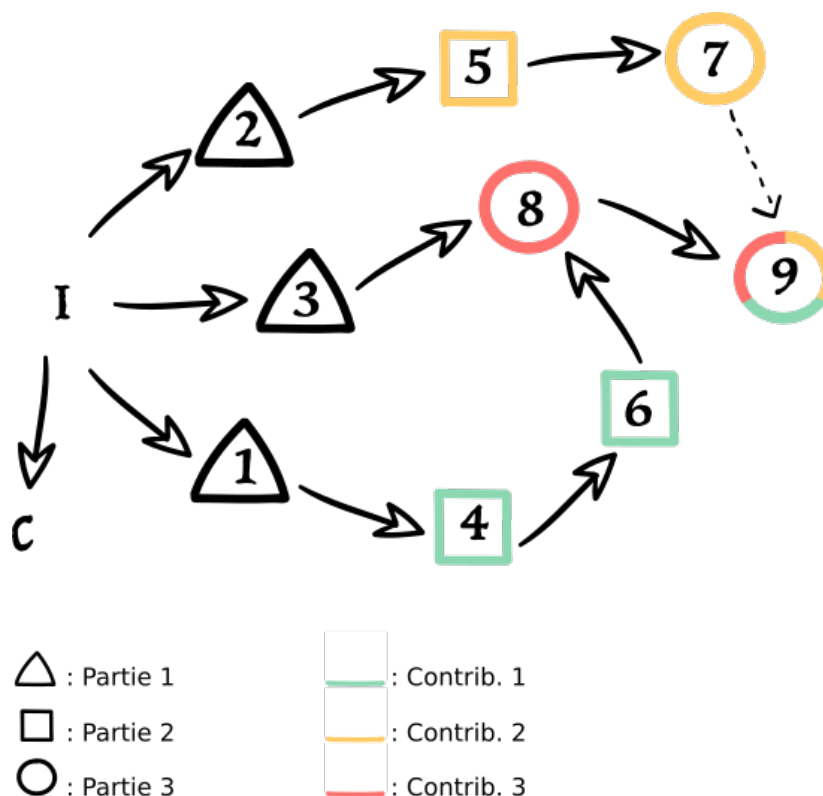 7
5
2
8
9
I
3
6
1
4
C
: Partie 1
: Contrib. 1
: Partie 2
: Contrib. 2
: Partie 3
: Contrib. 3